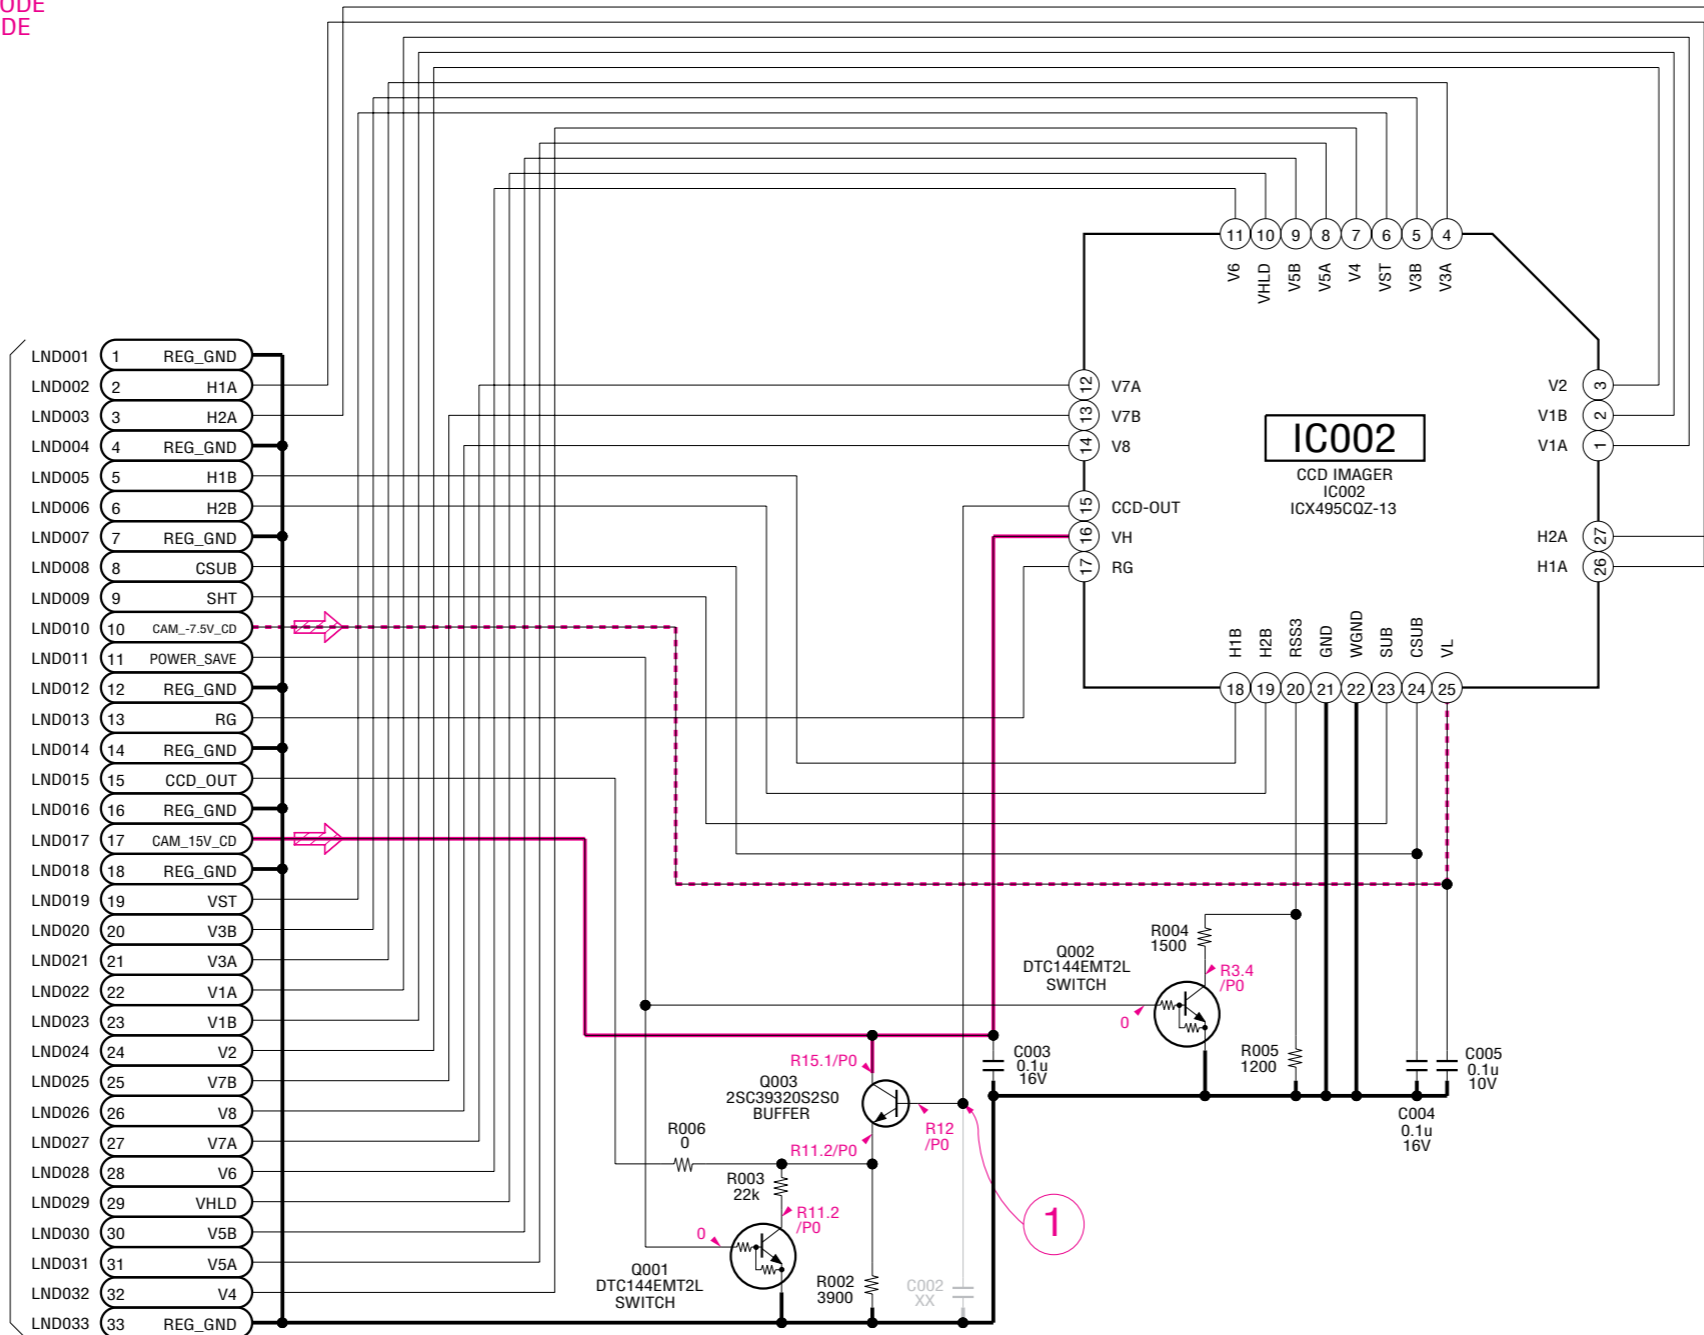 ODE
DE
LND001 1 REG_GND
LND002 2 H1A
LND003 3 H2A
LND004 4 REG_GND
LND005 5 H1B
LND006 6 H2B
LND007 7 REG_GND
LND008 8 CSUB
LND009 9 SHT
LND010 10 CAM_-7.5V_CD
LND011 11 POWER_SAVE
LND012 12 REG_GND
LND013 13 RG
LND014 14 REG_GND
LND015 15 CCD_OUT
LND016 16 REG_GND
LND017 17 CAM_15V_CD
LND018 18 REG_GND
LND019 19 VST
LND020 20 V3B
LND021 21 V3A
LND022 22 V1A
LND023 23 V1B
LND024 24 V2
LND025 25 V7B
LND026 26 V8
LND027 27 V7A
LND028 28 V6
LND029 29 VHLD
LND030 30 V5B
LND031 31 V5A
LND032 32 V4
LND033 33 REG_GND
11 10 9 8 7 6 5 4
V6 VHLD V5B V5A V4 VST V3B V3A
12 V7A
13 V7B
14 V8
15 CCD-OUT
16 VH
17 RG
IC002
CCD IMAGER
IC002
ICX495CQZ-13
V2 3
V1B 2
V1A 1
H2A 27
H1A 26
H1B H2B RSS3 GND WGND SUB CSUB VL
18 19 20 21 22 23 24 25
R004
1500
Q002
DTC144EMT2L
SWITCH
R3.4
/P0
0
R005
1200
C003
0.1u
16V
C005
0.1u
10V
C004
0.1u
16V
R15.1/P0
Q003
2SC39320S2S0
BUFFER
R12
/P0
R11.2/P0
R006
0
R003
22k
R11.2
/P0
0
1
Q001
DTC144EMT2L
SWITCH
R002
3900
C002
XX